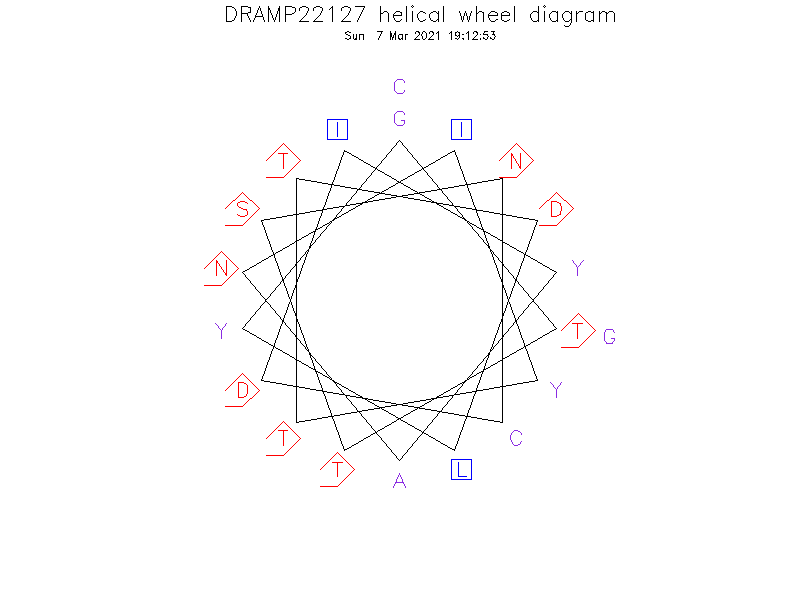 DRAMP22127 helical wheel diagram
Sun 7 Mar 2021 19:12:53
C
I G I
T N
S D
N Y
Y T G
D Y
T C
T A L